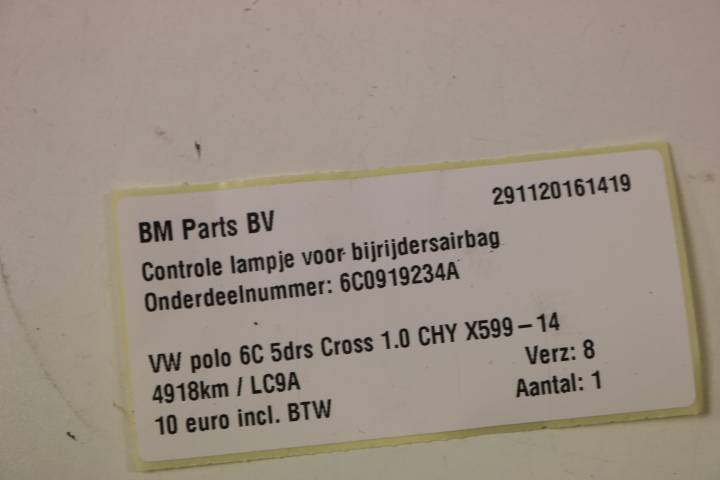 291120161419
BM Parts BV
Controle lampje voor bijrijdersairbag
Onderdeelnummer: 6C0919234A
VW polo 6C 5drs Cross 1.0 CHY X599-14
4918km / LC9A
Verz: 8
10 euro incl. BTW
Aantal: 1